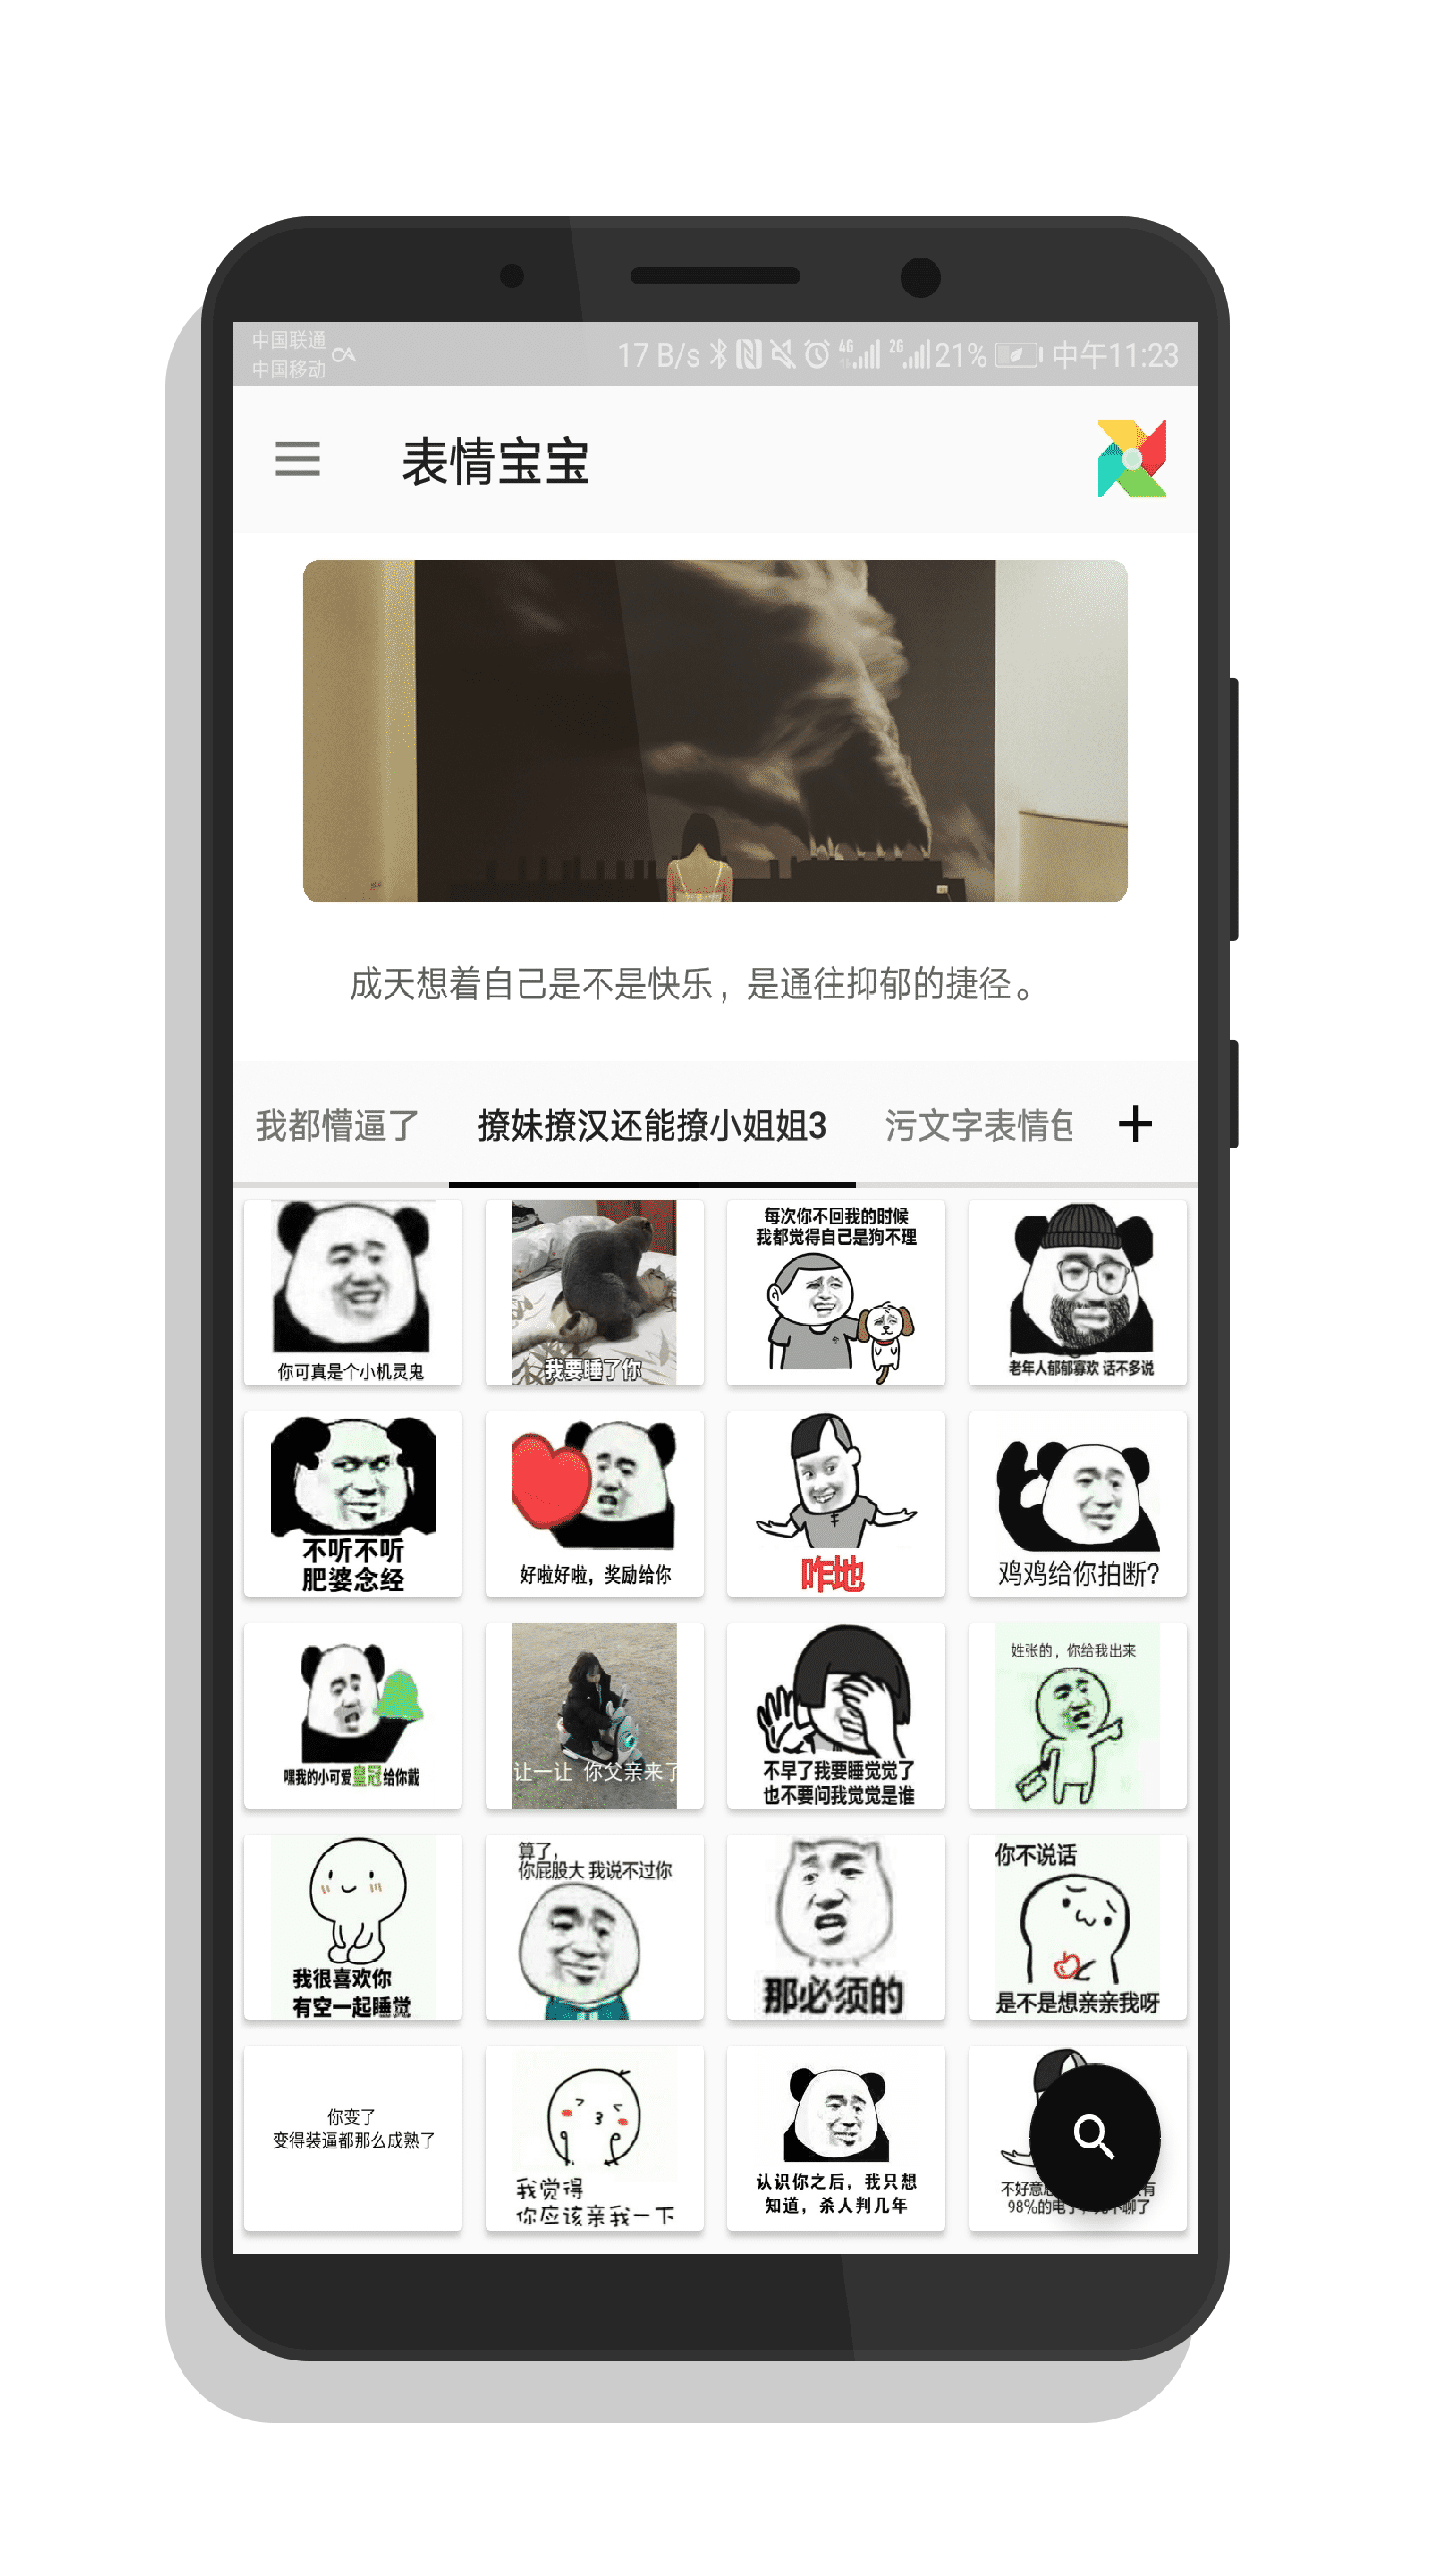 中国联通
中国移动
17 B/s 4G 2G 21% 中午11:23
表情宝宝
成天想着自己是不是快乐，是通往抑郁的捷径。
我都懵逼了 撩妹撩汉还能撩小姐姐3 污文字表情包
你可真是个小机灵鬼
我要睡了你
每次你不回我的时候
我都觉得自己是狗不理
老年人郁郁寡欢 话不多说
不听不听
肥婆念经
好啦好啦，奖励给你
咋地
鸡鸡给你拍断?
嘿我的小可爱皇冠给你戴
让一让 你父亲来了
不早了我要睡觉觉了
也不要问我觉觉是谁
姓张的，你给我出来
我很喜欢你
有空一起睡觉
算了，
你屁股大 我说不过你
那必须的
你不说话
是不是想亲亲我呀
你变了
变得装逼都那么成熟了
我觉得
你应该亲我一下
认识你之后，我只想
知道，杀人判几年
不好意
98%的电
聊了